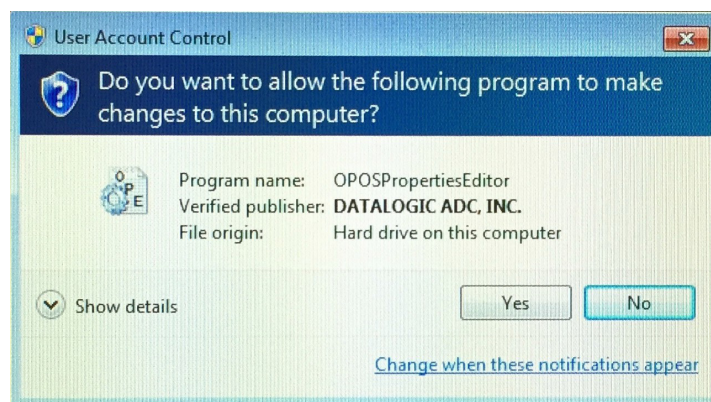 User Account Control
Do you want to allow the following program to make
changes to this computer?
O
P
E
Program name: OPOSPropertiesEditor
Verified publisher: DATALOGIC ADC, INC.
File origin: Hard drive on this computer
Show details
Yes
No
Change when these notifications appear